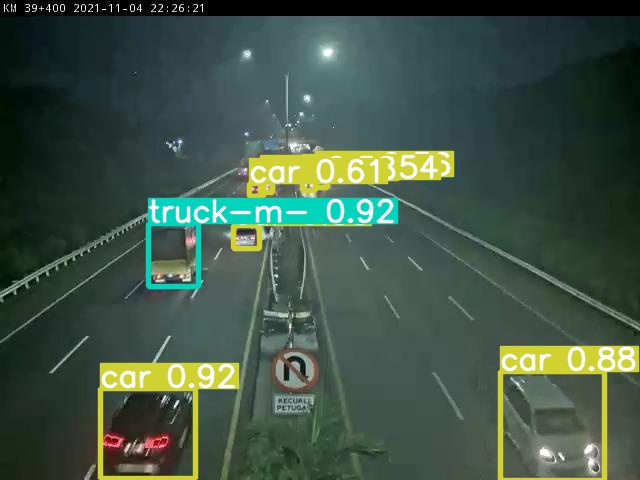 KM 39+400 2021-11-04 22:26:21
car 0.61
truck-m- 0.92
car 0.92
car 0.88
KECUALI
PETUGAS